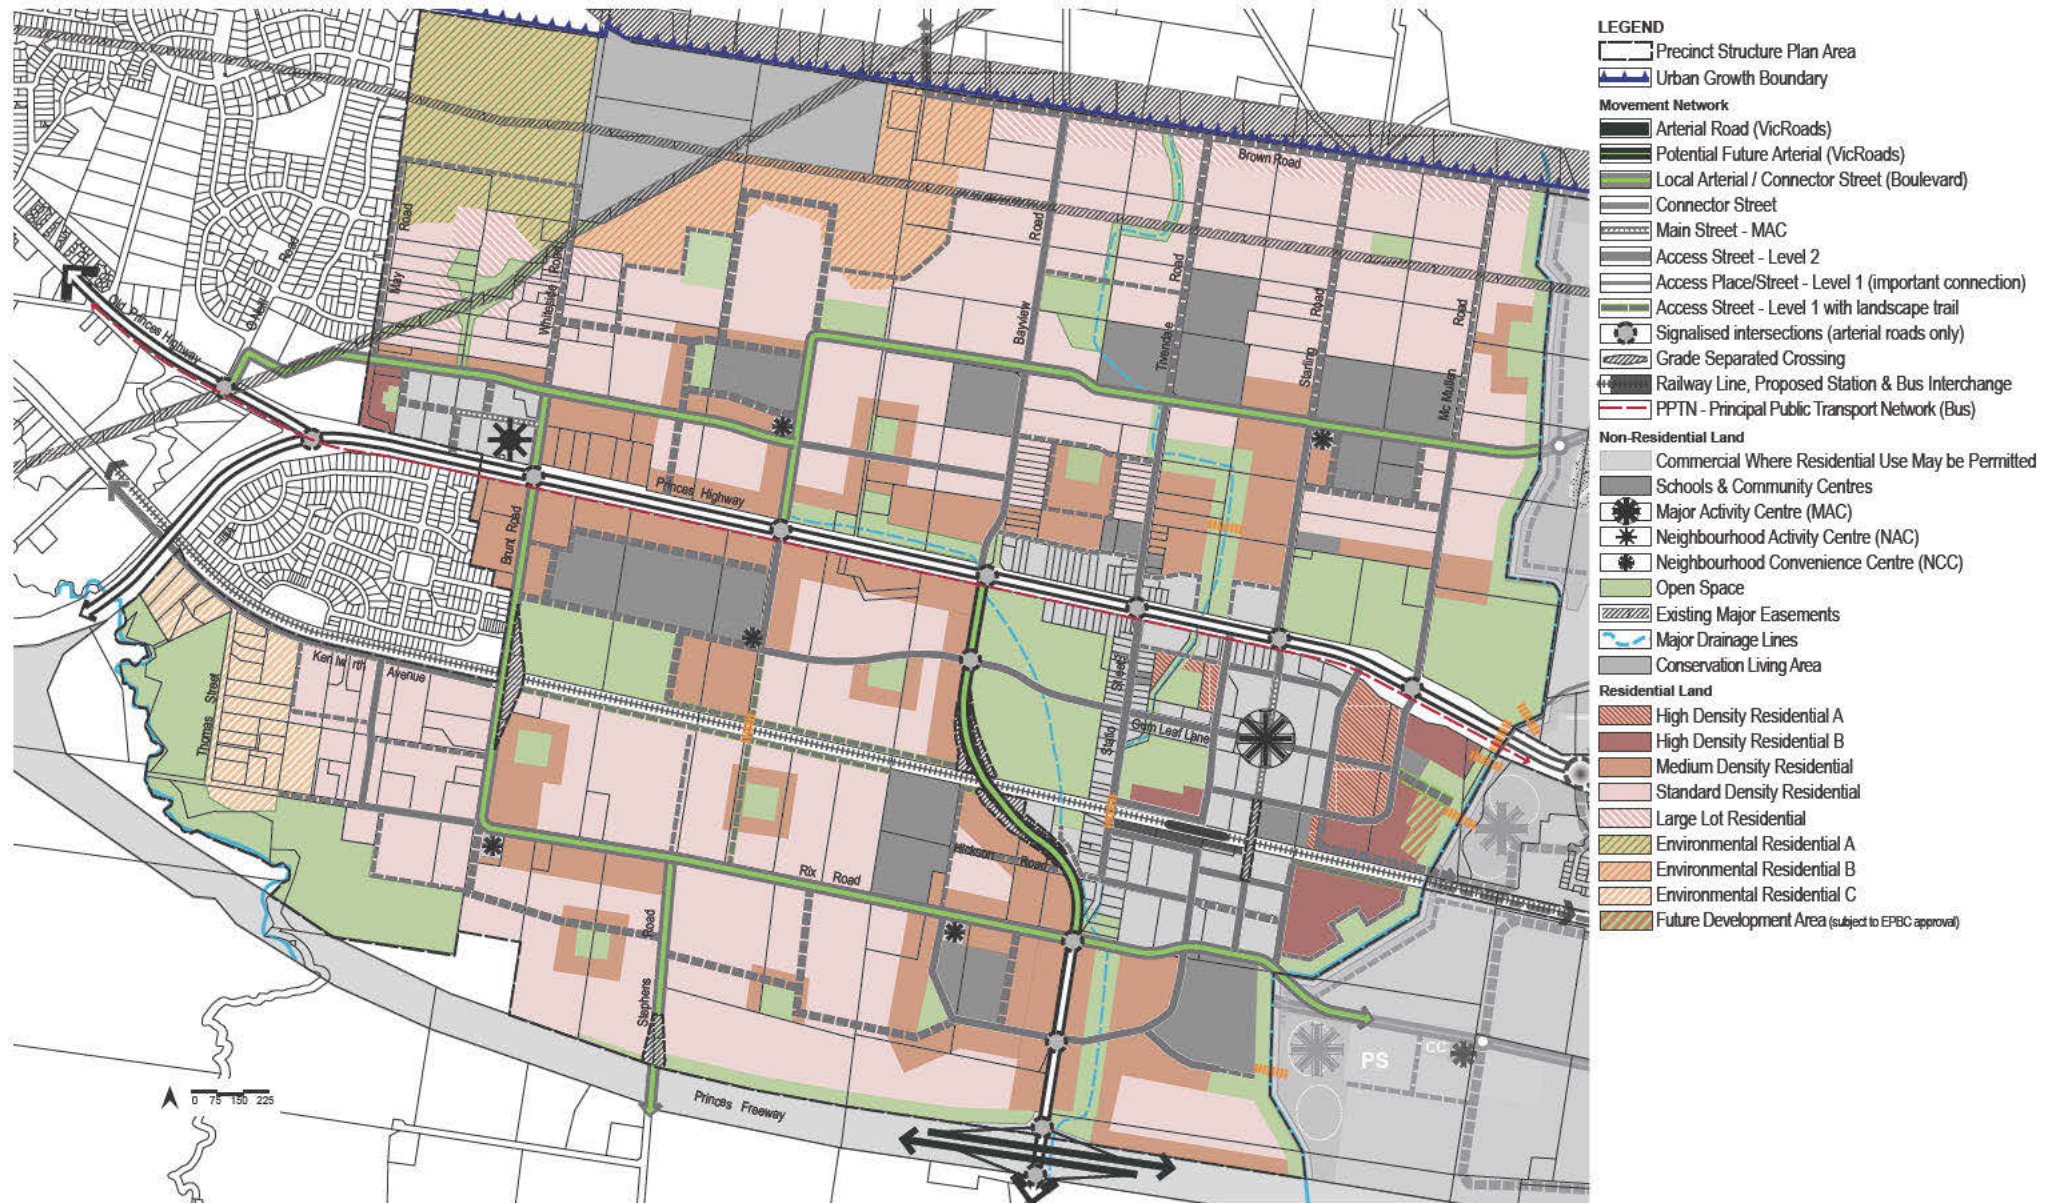 LEGEND
Precinct Structure Plan Area
Urban Growth Boundary
Movement Network
Arterial Road (VicRoads)
Potential Future Arterial (VicRoads)
Local Arterial / Connector Street (Boulevard)
Connector Street
Main Street - MAC
Access Street - Level 2
Access Place/Street - Level 1 (important connection)
Access Street - Level 1 with landscape trail
Signalised intersections (arterial roads only)
Grade Separated Crossing
Railway Line, Proposed Station & Bus Interchange
PPTN - Principal Public Transport Network (Bus)
Non-Residential Land
Commercial Where Residential Use May be Permitted
Schools & Community Centres
Major Activity Centre (MAC)
Neighbourhood Activity Centre (NAC)
Neighbourhood Convenience Centre (NCC)
Open Space
Existing Major Easements
Major Drainage Lines
Conservation Living Area
Residential Land
High Density Residential A
High Density Residential B
Medium Density Residential
Standard Density Residential
Large Lot Residential
Environmental Residential A
Environmental Residential B
Environmental Residential C
Future Development Area (subject to EPBC approval)
Brown Road
May Road
Whiteside Road
Bayview Road
Tivendale Road
Starling Road
Mc Mullen Road
O'Neil Road
Old Princes Highway
Princes Highway
Brunt Road
Kenilworth Avenue
Thomas Street
Station Street
Gum Leaf Lane
Hickson Road
Rix Road
Stephens Road
PS
CC
Princes Freeway
0 75 150 225